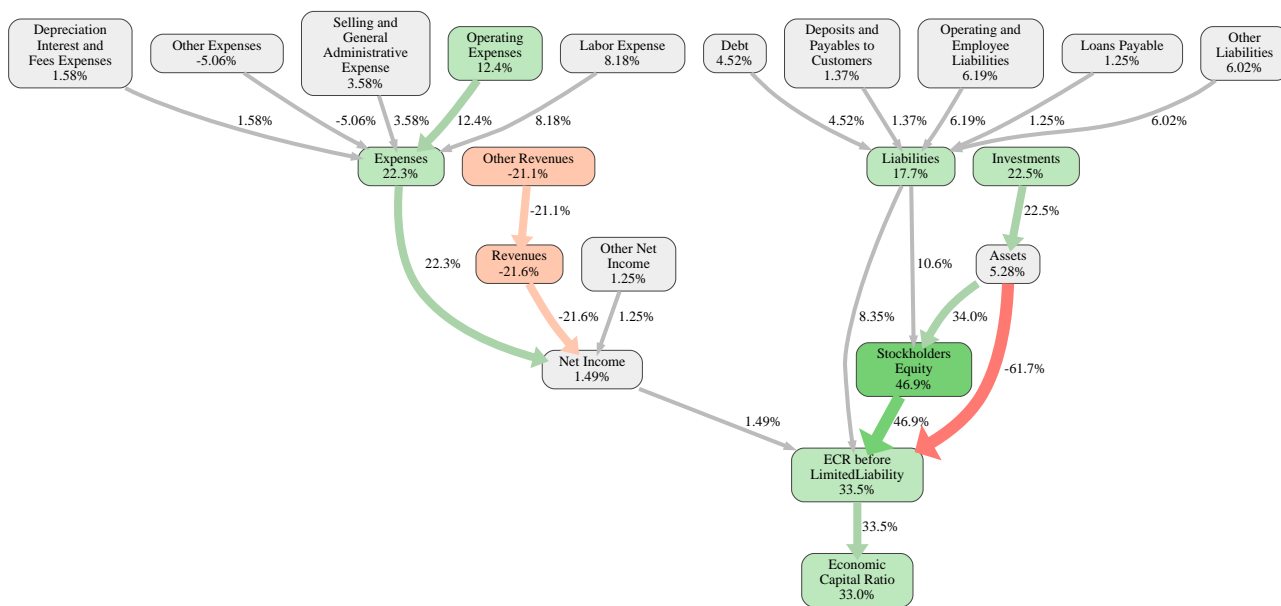 Depreciation
Interest and
Fees Expenses
1.58%
Other Expenses
-5.06%
Selling and
General
Administrative
Expense
3.58%
Operating
Expenses
12.4%
Labor Expense
8.18%
Debt
4.52%
Deposits and
Payables to
Customers
1.37%
Operating and
Employee
Liabilities
6.19%
Loans Payable
1.25%
Other
Liabilities
6.02%
1.58%
-5.06%
3.58%
12.4%
8.18%
4.52%
1.37%
6.19%
1.25%
6.02%
Expenses
22.3%
Other Revenues
-21.1%
Liabilities
17.7%
Investments
22.5%
-21.1%
22.5%
Revenues
-21.6%
Other Net
Income
1.25%
Assets
5.28%
22.3%
10.6%
-21.6%
1.25%
8.35%
34.0%
Net Income
1.49%
Stockholders
Equity
46.9%
-61.7%
1.49%
46.9%
ECR before
LimitedLiability
33.5%
33.5%
Economic
Capital Ratio
33.0%